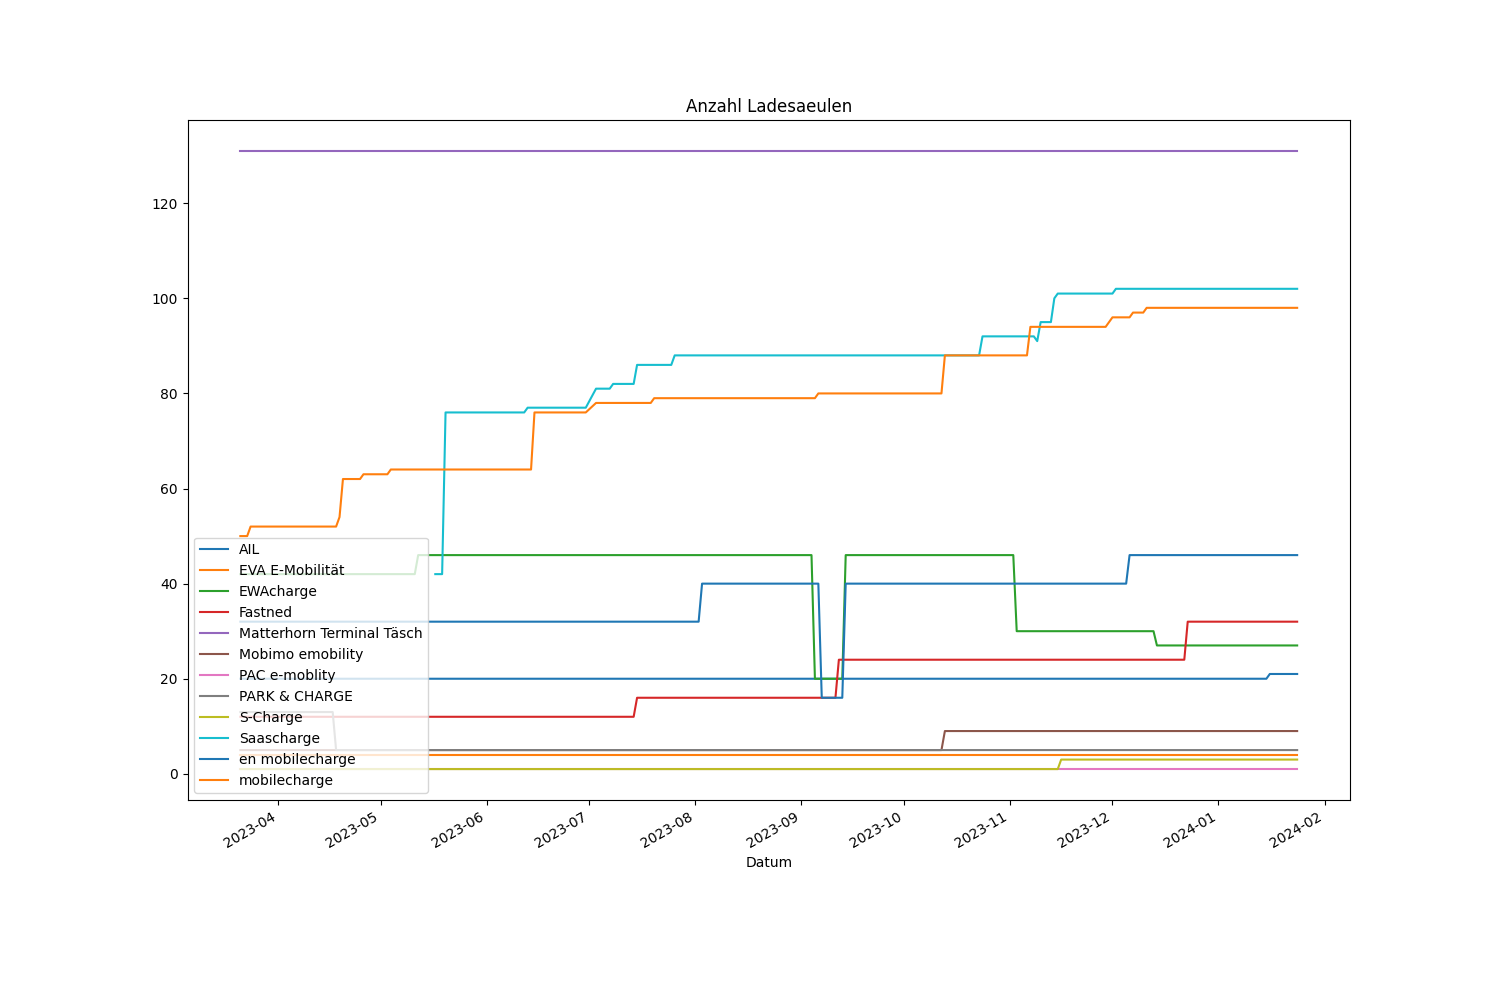 Anzahl Ladesaeulen
120
100
80
60
40
20
0
AIL
EVA E-Mobilität
EWAcharge
Fastned
Matterhorn Terminal Täsch
Mobimo emobility
PAC e-moblity
PARK & CHARGE
S-Charge
Saascharge
en mobilecharge
mobilecharge
2023-04 2023-05 2023-06 2023-07 2023-08 2023-09 2023-10 2023-11 2023-12 2024-01 2024-02
Datum